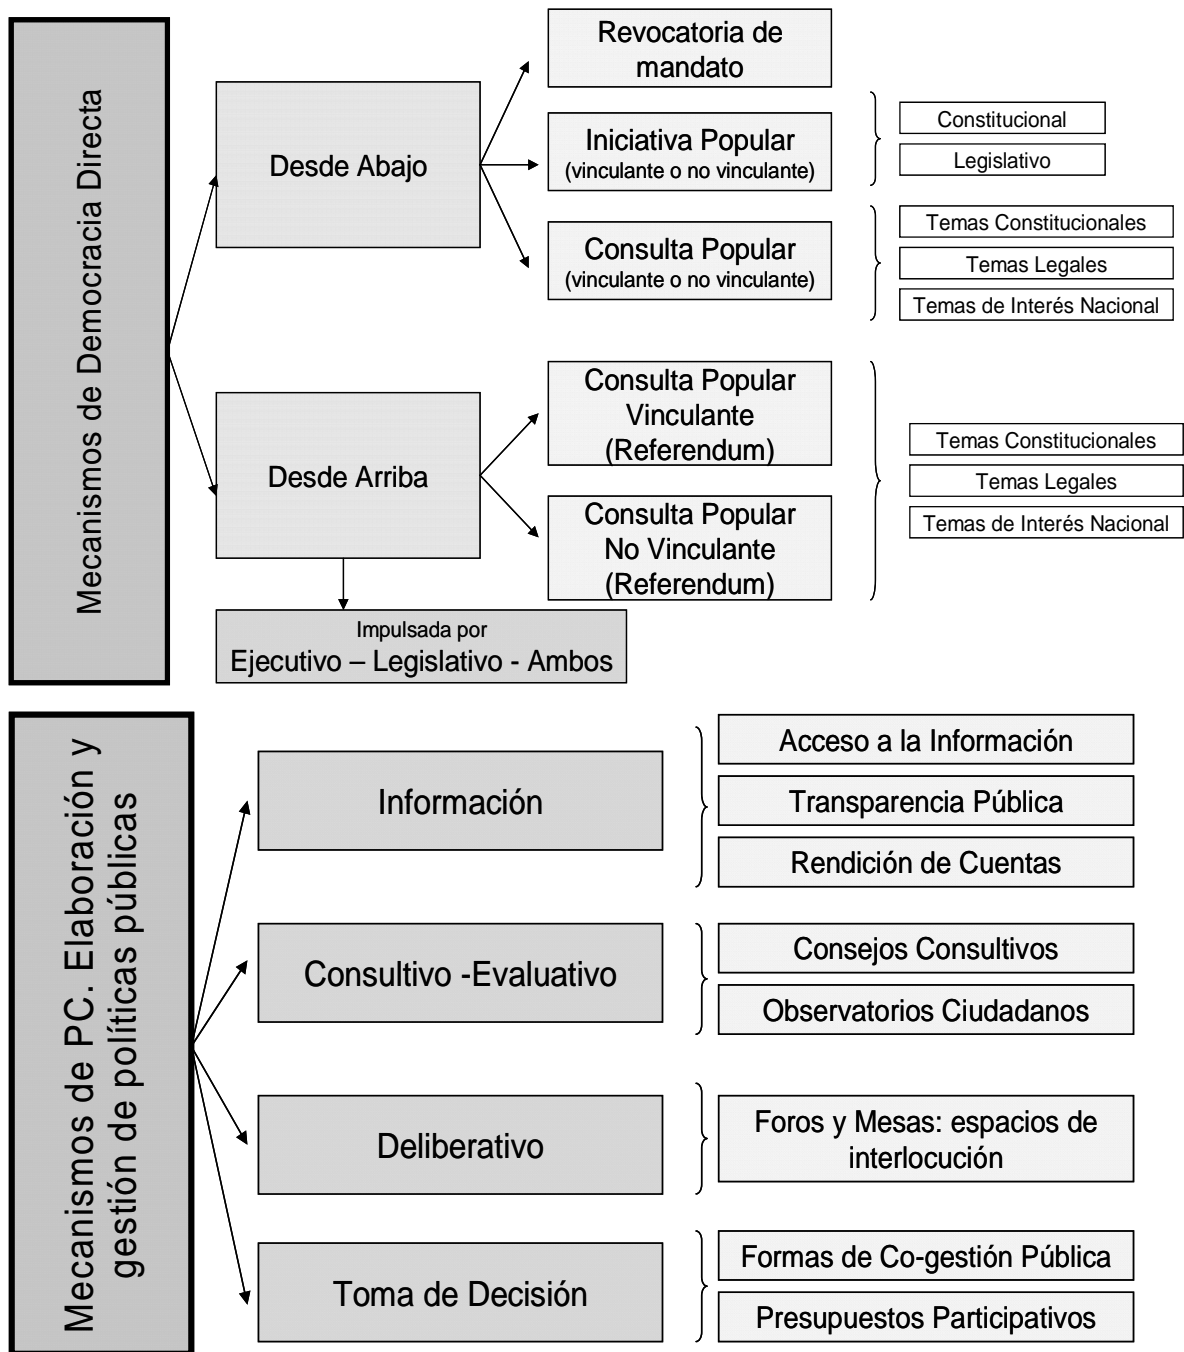 Mecanismos de Democracia Directa
Desde Abajo
Revocatoria de
mandato
Iniciativa Popular
(vinculante o no vinculante)
Constitucional
Legislativo
Consulta Popular
(vinculante o no vinculante)
Temas Constitucionales
Temas Legales
Temas de Interés Nacional
Desde Arriba
Consulta Popular
Vinculante
(Referendum)
Consulta Popular
No Vinculante
(Referendum)
Temas Constitucionales
Temas Legales
Temas de Interés Nacional
Impulsada por
Ejecutivo – Legislativo - Ambos
Mecanismos de PC. Elaboración y
gestión de políticas públicas
Información
Acceso a la Información
Transparencia Pública
Rendición de Cuentas
Consultivo -Evaluativo
Consejos Consultivos
Observatorios Ciudadanos
Deliberativo
Foros y Mesas: espacios de
interlocución
Toma de Decisión
Formas de Co-gestión Pública
Presupuestos Participativos